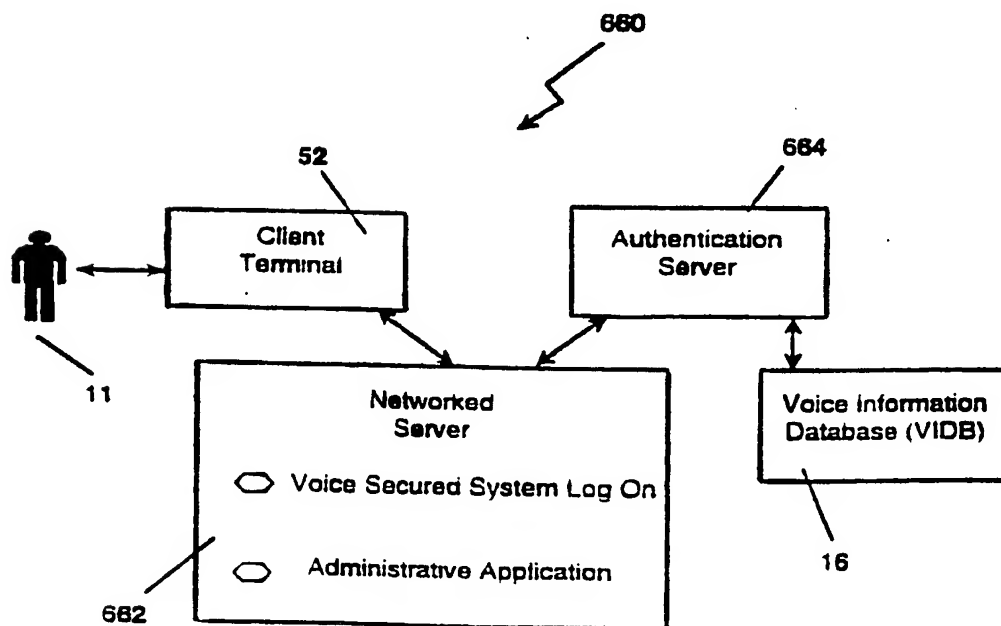 660
52
664
Client
Terminal
Authentication
Server
11
Networked
Server
Voice Secured System Log On
Administrative Application
Voice Information
Database (VIDB)
16
662